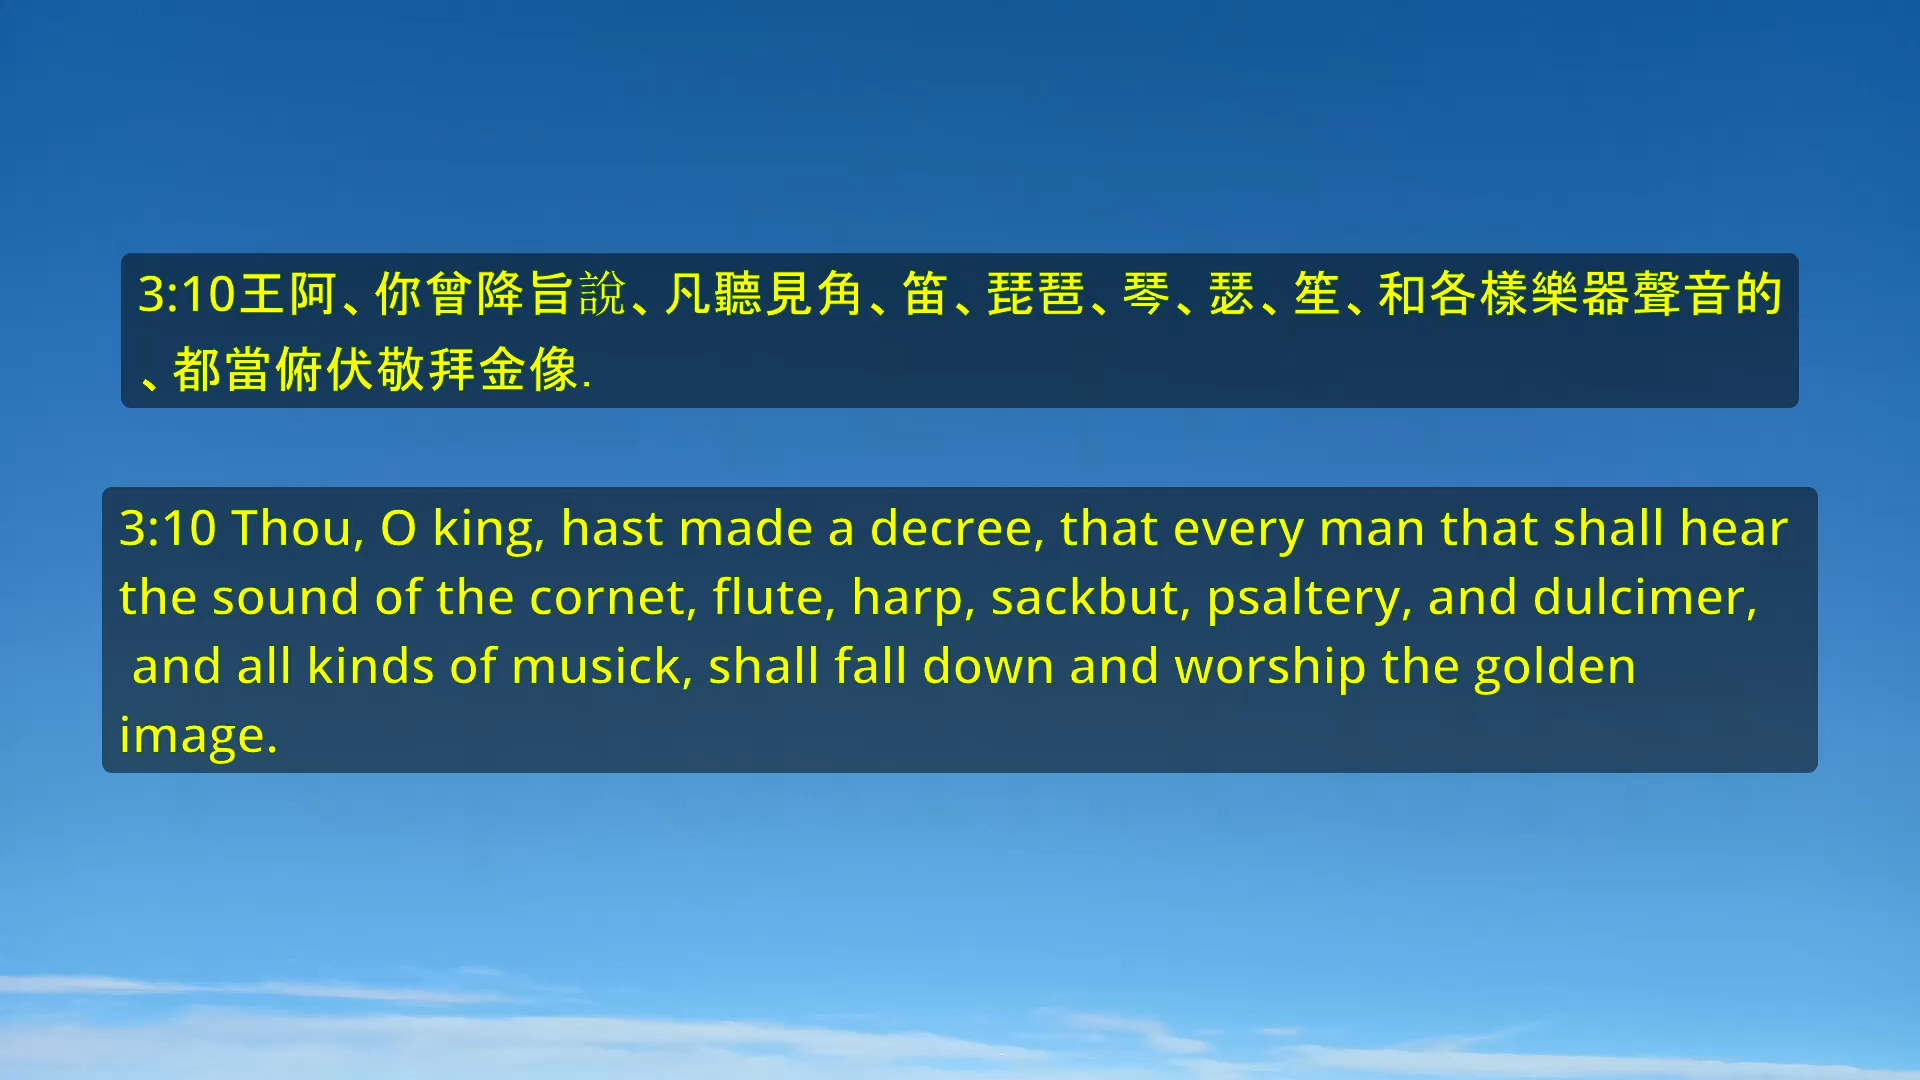 3:10王阿、你曾降旨說、凡聽見角、笛、琵琶、琴、瑟、笙、和各樣樂器聲音的
、都當俯伏敬拜金像.
3:10 Thou, O king, hast made a decree, that every man that shall hear
the sound of the cornet, flute, harp, sackbut, psaltery, and dulcimer,
and all kinds of musick, shall fall down and worship the golden
image.